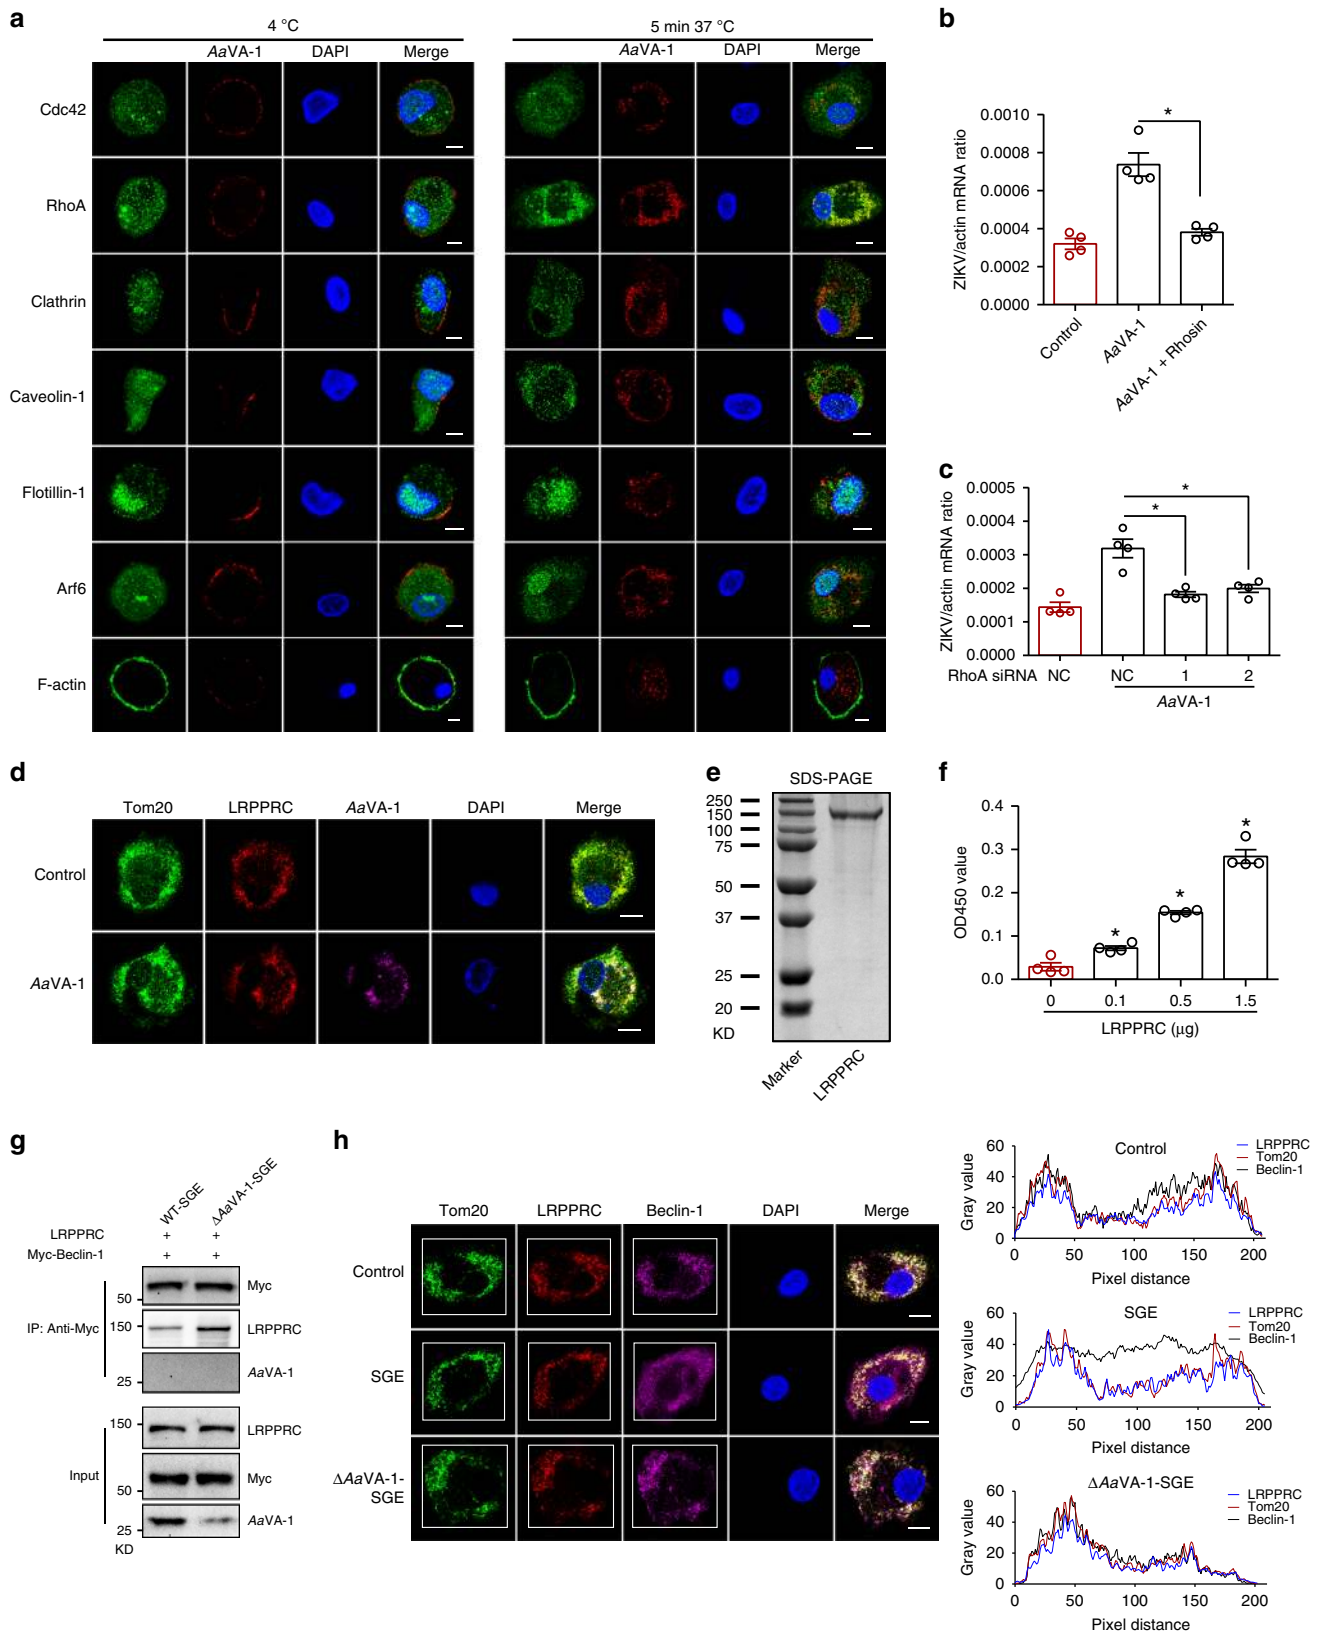 a
4 °C
5 min 37 °C
AaVA-1 DAPI Merge
AaVA-1 DAPI Merge
Cdc42
RhoA
Clathrin
Caveolin-1
Flotillin-1
Arf6
F-actin
b
ZIKV/actin mRNA ratio
0.0010
0.0008
0.0006
0.0004
0.0002
0.0000
*
Control
AaVA-1
AaVA-1 + Rhosin
c
ZIKV/actin mRNA ratio
0.0005
0.0004
0.0003
0.0002
0.0001
0.0000
*
*
RhoA siRNA NC NC 1 2
AaVA-1
d
Tom20 LRPPRC AaVA-1 DAPI Merge
Control
AaVA-1
e
SDS-PAGE
250
150
100
75
50
37
25
20
KD
Marker
LRPPRC
f
OD450 value
0.4
0.3
0.2
0.1
0.0
* * *
0 0.1 0.5 1.5
LRPPRC (μg)
g
WT-SGE
ΔAaVA-1-SGE
LRPPRC + +
Myc-Beclin-1 + +
IP: Anti-Myc
50
Myc
150
LRPPRC
25
AaVA-1
Input
150
LRPPRC
50
Myc
25
AaVA-1
KD
h
Tom20 LRPPRC Beclin-1 DAPI Merge
Control
SGE
ΔAaVA-1-
SGE
Control
LRPPRC
Tom20
Beclin-1
Gray value
60
40
20
0
0 50 100 150 200
Pixel distance
SGE
LRPPRC
Tom20
Beclin-1
Gray value
60
40
20
0
0 50 100 150 200
Pixel distance
ΔAaVA-1-SGE
LRPPRC
Tom20
Beclin-1
Gray value
60
40
20
0
0 50 100 150 200
Pixel distance